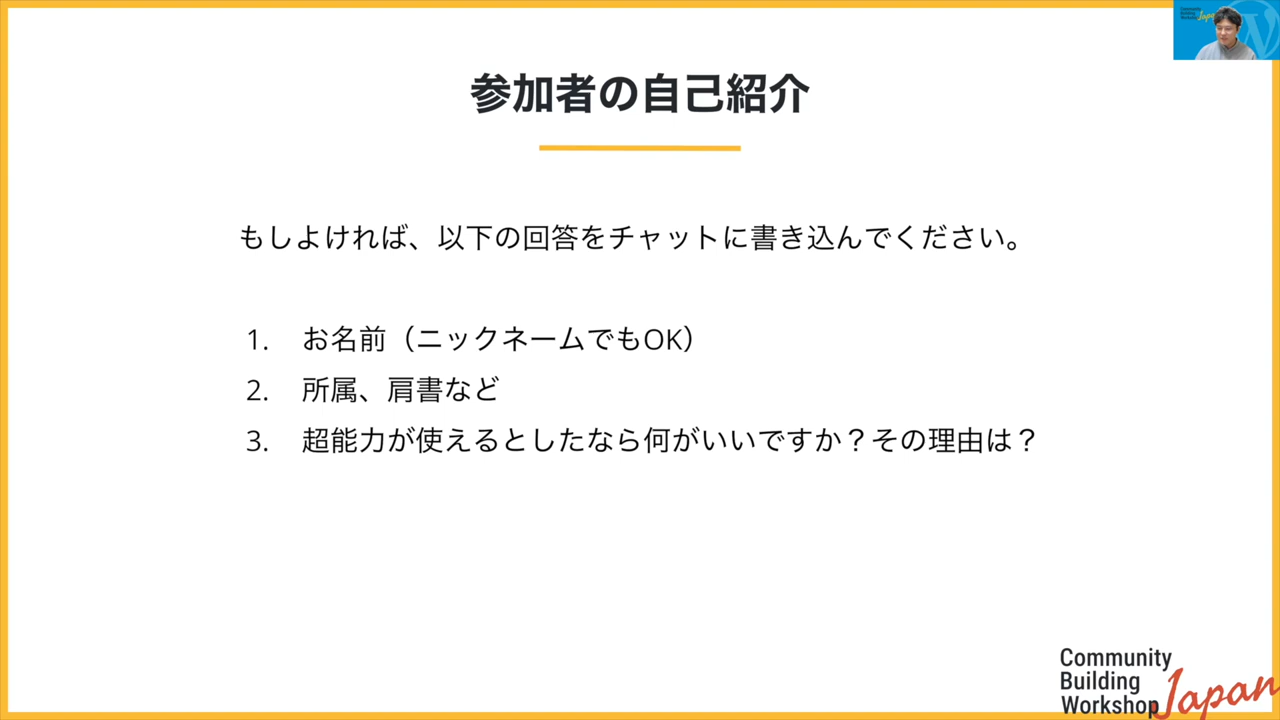 Community
Building
Workshop Japan
参加者の自己紹介
もしよければ、以下の回答をチャットに書き込んでください。
1. お名前（ニックネームでもOK）
2. 所属、肩書など
3. 超能力が使えるとしたなら何がいいですか？その理由は？
Community
Building
Workshop Japan